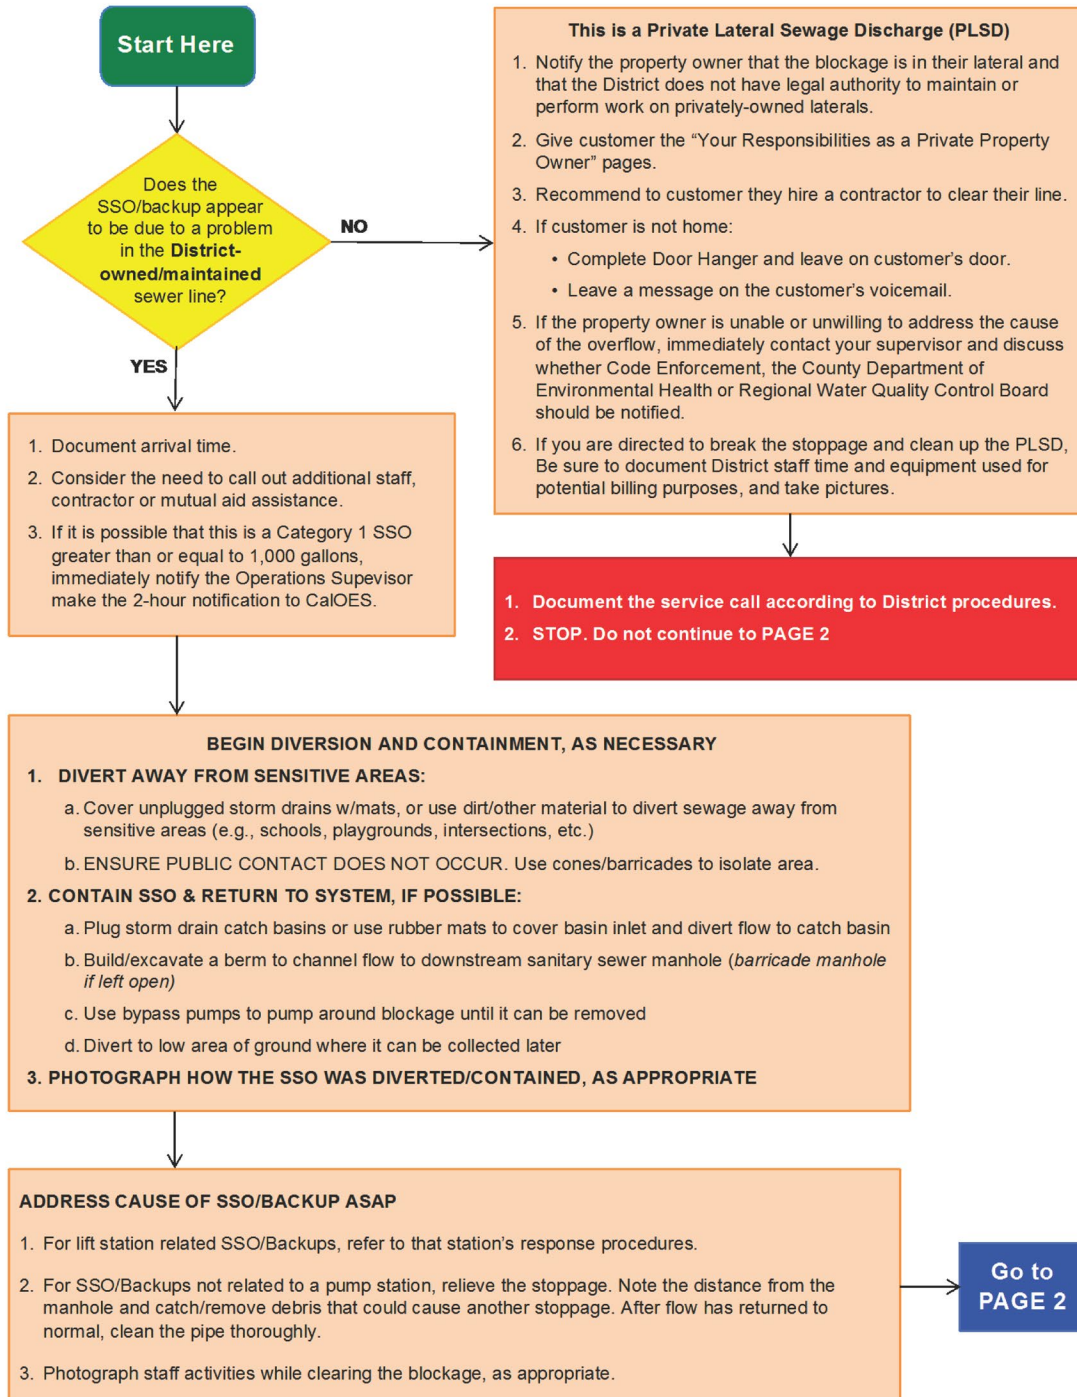 Start Here
Does the
SSO/backup appear
to be due to a problem
in the District-
owned/maintained
sewer line?
NO
YES
This is a Private Lateral Sewage Discharge (PLSD)
1. Notify the property owner that the blockage is in their lateral and
that the District does not have legal authority to maintain or
perform work on privately-owned laterals.
2. Give customer the “Your Responsibilities as a Private Property
Owner” pages.
3. Recommend to customer they hire a contractor to clear their line.
4. If customer is not home:
• Complete Door Hanger and leave on customer’s door.
• Leave a message on the customer’s voicemail.
5. If the property owner is unable or unwilling to address the cause
of the overflow, immediately contact your supervisor and discuss
whether Code Enforcement, the County Department of
Environmental Health or Regional Water Quality Control Board
should be notified.
6. If you are directed to break the stoppage and clean up the PLSD,
Be sure to document District staff time and equipment used for
potential billing purposes, and take pictures.
1. Document the service call according to District procedures.
2. STOP. Do not continue to PAGE 2
1. Document arrival time.
2. Consider the need to call out additional staff,
contractor or mutual aid assistance.
3. If it is possible that this is a Category 1 SSO
greater than or equal to 1,000 gallons,
immediately notify the Operations Supevisor
make the 2-hour notification to CalOES.
BEGIN DIVERSION AND CONTAINMENT, AS NECESSARY
1. DIVERT AWAY FROM SENSITIVE AREAS:
a. Cover unplugged storm drains w/mats, or use dirt/other material to divert sewage away from
sensitive areas (e.g., schools, playgrounds, intersections, etc.)
b. ENSURE PUBLIC CONTACT DOES NOT OCCUR. Use cones/barricades to isolate area.
2. CONTAIN SSO & RETURN TO SYSTEM, IF POSSIBLE:
a. Plug storm drain catch basins or use rubber mats to cover basin inlet and divert flow to catch basin
b. Build/excavate a berm to channel flow to downstream sanitary sewer manhole (barricade manhole
if left open)
c. Use bypass pumps to pump around blockage until it can be removed
d. Divert to low area of ground where it can be collected later
3. PHOTOGRAPH HOW THE SSO WAS DIVERTED/CONTAINED, AS APPROPRIATE
ADDRESS CAUSE OF SSO/BACKUP ASAP
1. For lift station related SSO/Backups, refer to that station’s response procedures.
2. For SSO/Backups not related to a pump station, relieve the stoppage. Note the distance from the
manhole and catch/remove debris that could cause another stoppage. After flow has returned to
normal, clean the pipe thoroughly.
3. Photograph staff activities while clearing the blockage, as appropriate.
Go to
PAGE 2